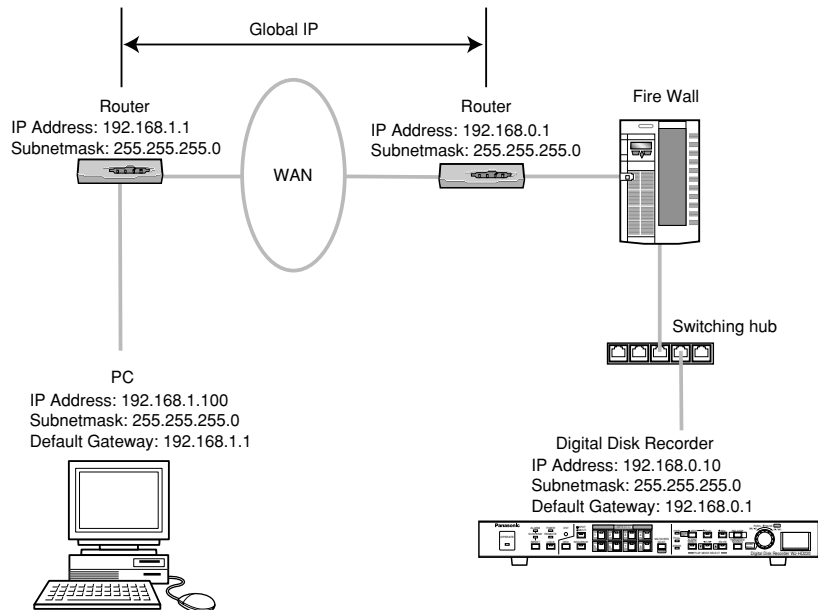 Global IP
Router
IP Address: 192.168.1.1
Subnetmask: 255.255.255.0
WAN
Router
IP Address: 192.168.0.1
Subnetmask: 255.255.255.0
Fire Wall
Switching hub
PC
IP Address: 192.168.1.100
Subnetmask: 255.255.255.0
Default Gateway: 192.168.1.1
Digital Disk Recorder
IP Address: 192.168.0.10
Subnetmask: 255.255.255.0
Default Gateway: 192.168.0.1
Panasonic
Digital Disk Recorder